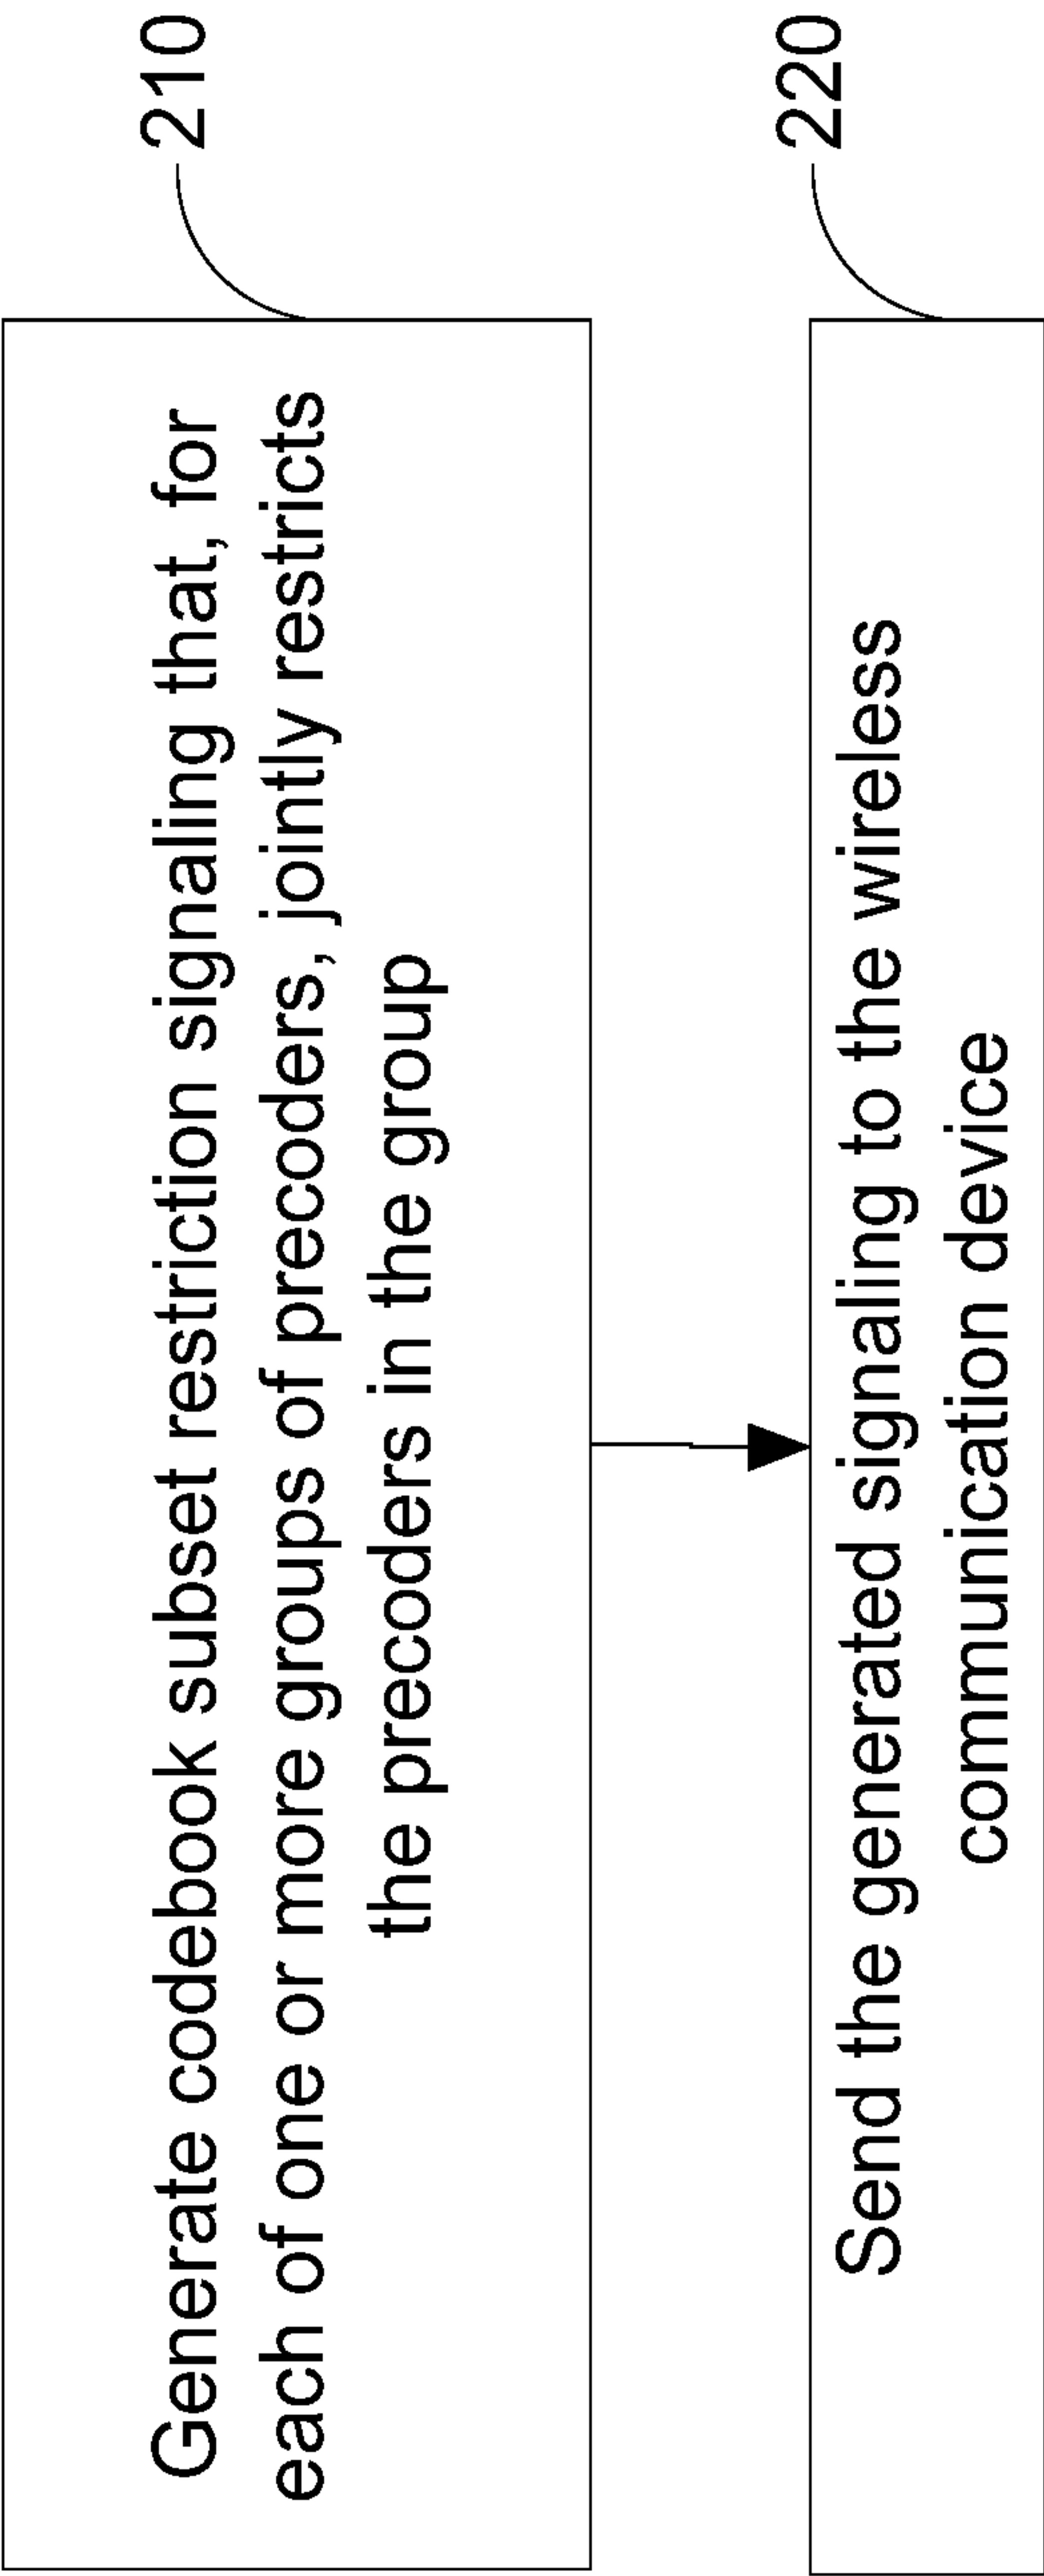 Generate codebook subset restriction signaling that, for
each of one or more groups of precoders, jointly restricts
the precoders in the group
210
Send the generated signaling to the wireless
communication device
220